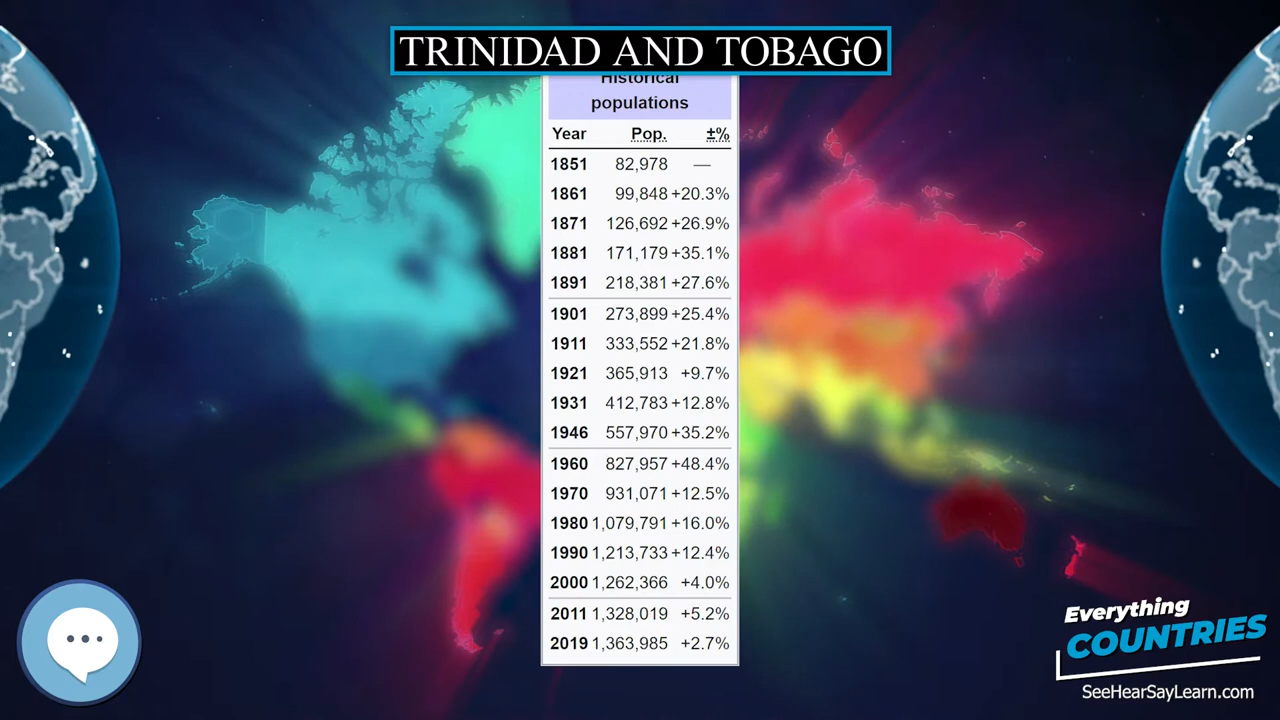 TRINIDAD AND TOBAGO
Historical
populations
Year Pop. ±%
1851 82,978 —
1861 99,848 +20.3%
1871 126,692 +26.9%
1881 171,179 +35.1%
1891 218,381 +27.6%
1901 273,899 +25.4%
1911 333,552 +21.8%
1921 365,913 +9.7%
1931 412,783 +12.8%
1946 557,970 +35.2%
1960 827,957 +48.4%
1970 931,071 +12.5%
1980 1,079,791 +16.0%
1990 1,213,733 +12.4%
2000 1,262,366 +4.0%
2011 1,328,019 +5.2%
2019 1,363,985 +2.7%
Everything
COUNTRIES
SeeHearSayLearn.com